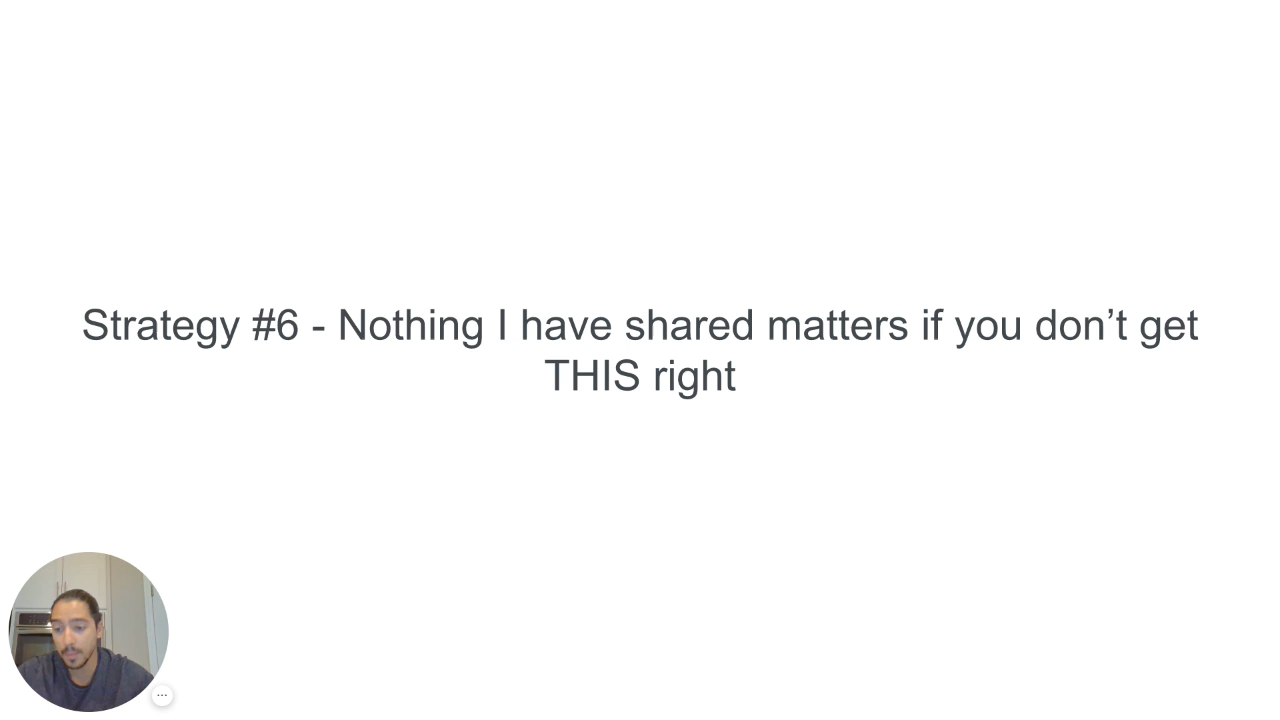 Strategy #6 - Nothing I have shared matters if you don’t get
THIS right